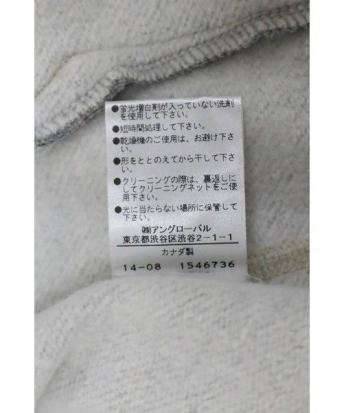 ●蛍光増白剤が入っていない洗剤
を使用して下さい。
●短時間処理して下さい。
●乾燥機のご使用は、お避け下さ
い。
●形をととのえてから干して下さ
い。
●クリーニングの際は、裏返しに
してクリーニングネットをご使
用下さい。
●光に当たらない場所に保管して
下さい。
㈱アングローバル
東京都渋谷区渋谷2-1-1
カナダ製
14-08 1546736